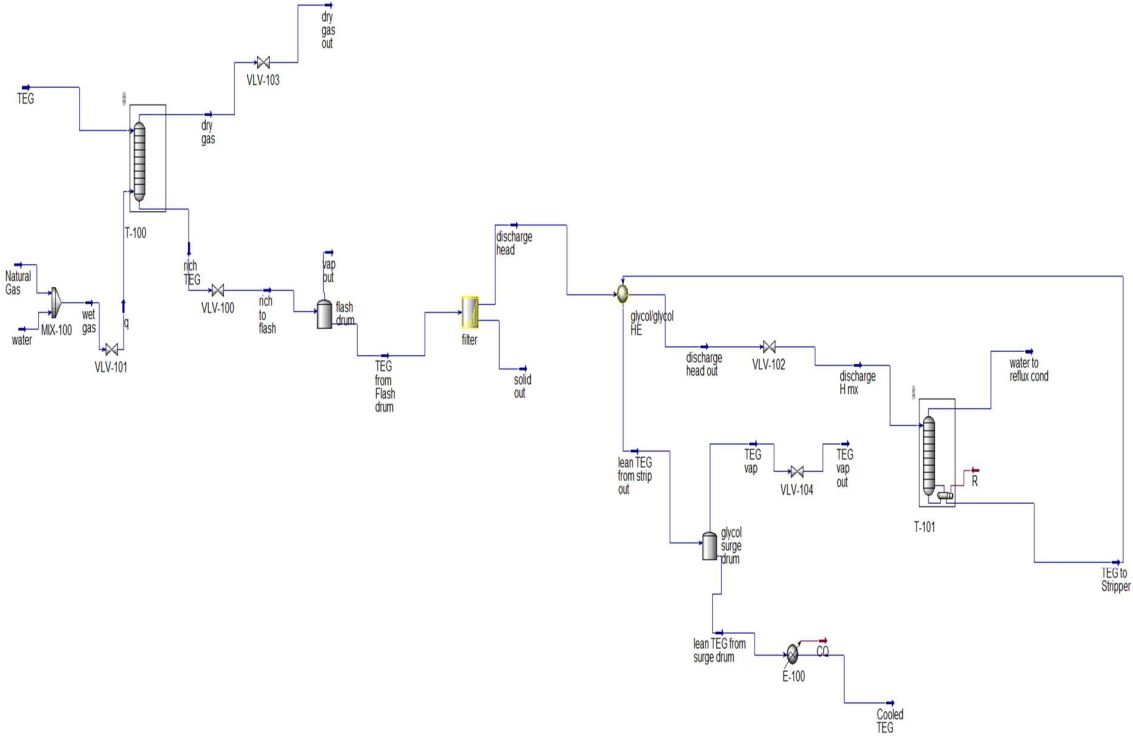 dry
gas
out
VLV-103
TEG
dry
gas
T-100
Natural
Gas
water
MIX-100
wet
gas
VLV-101
q
rich
TEG
VLV-100
rich
to
flash
vap
out
flash
drum
TEG
from
Flash
drum
filter
discharge
head
solid
out
glycol/glycol
HE
discharge
head out
VLV-102
discharge
H mx
water to
reflux cond
R
T-101
TEG to
Stripper
lean TEG
from strip
out
TEG
vap
VLV-104
TEG
vap
out
glycol
surge
drum
lean TEG from
surge drum
CQ
E-100
Cooled
TEG